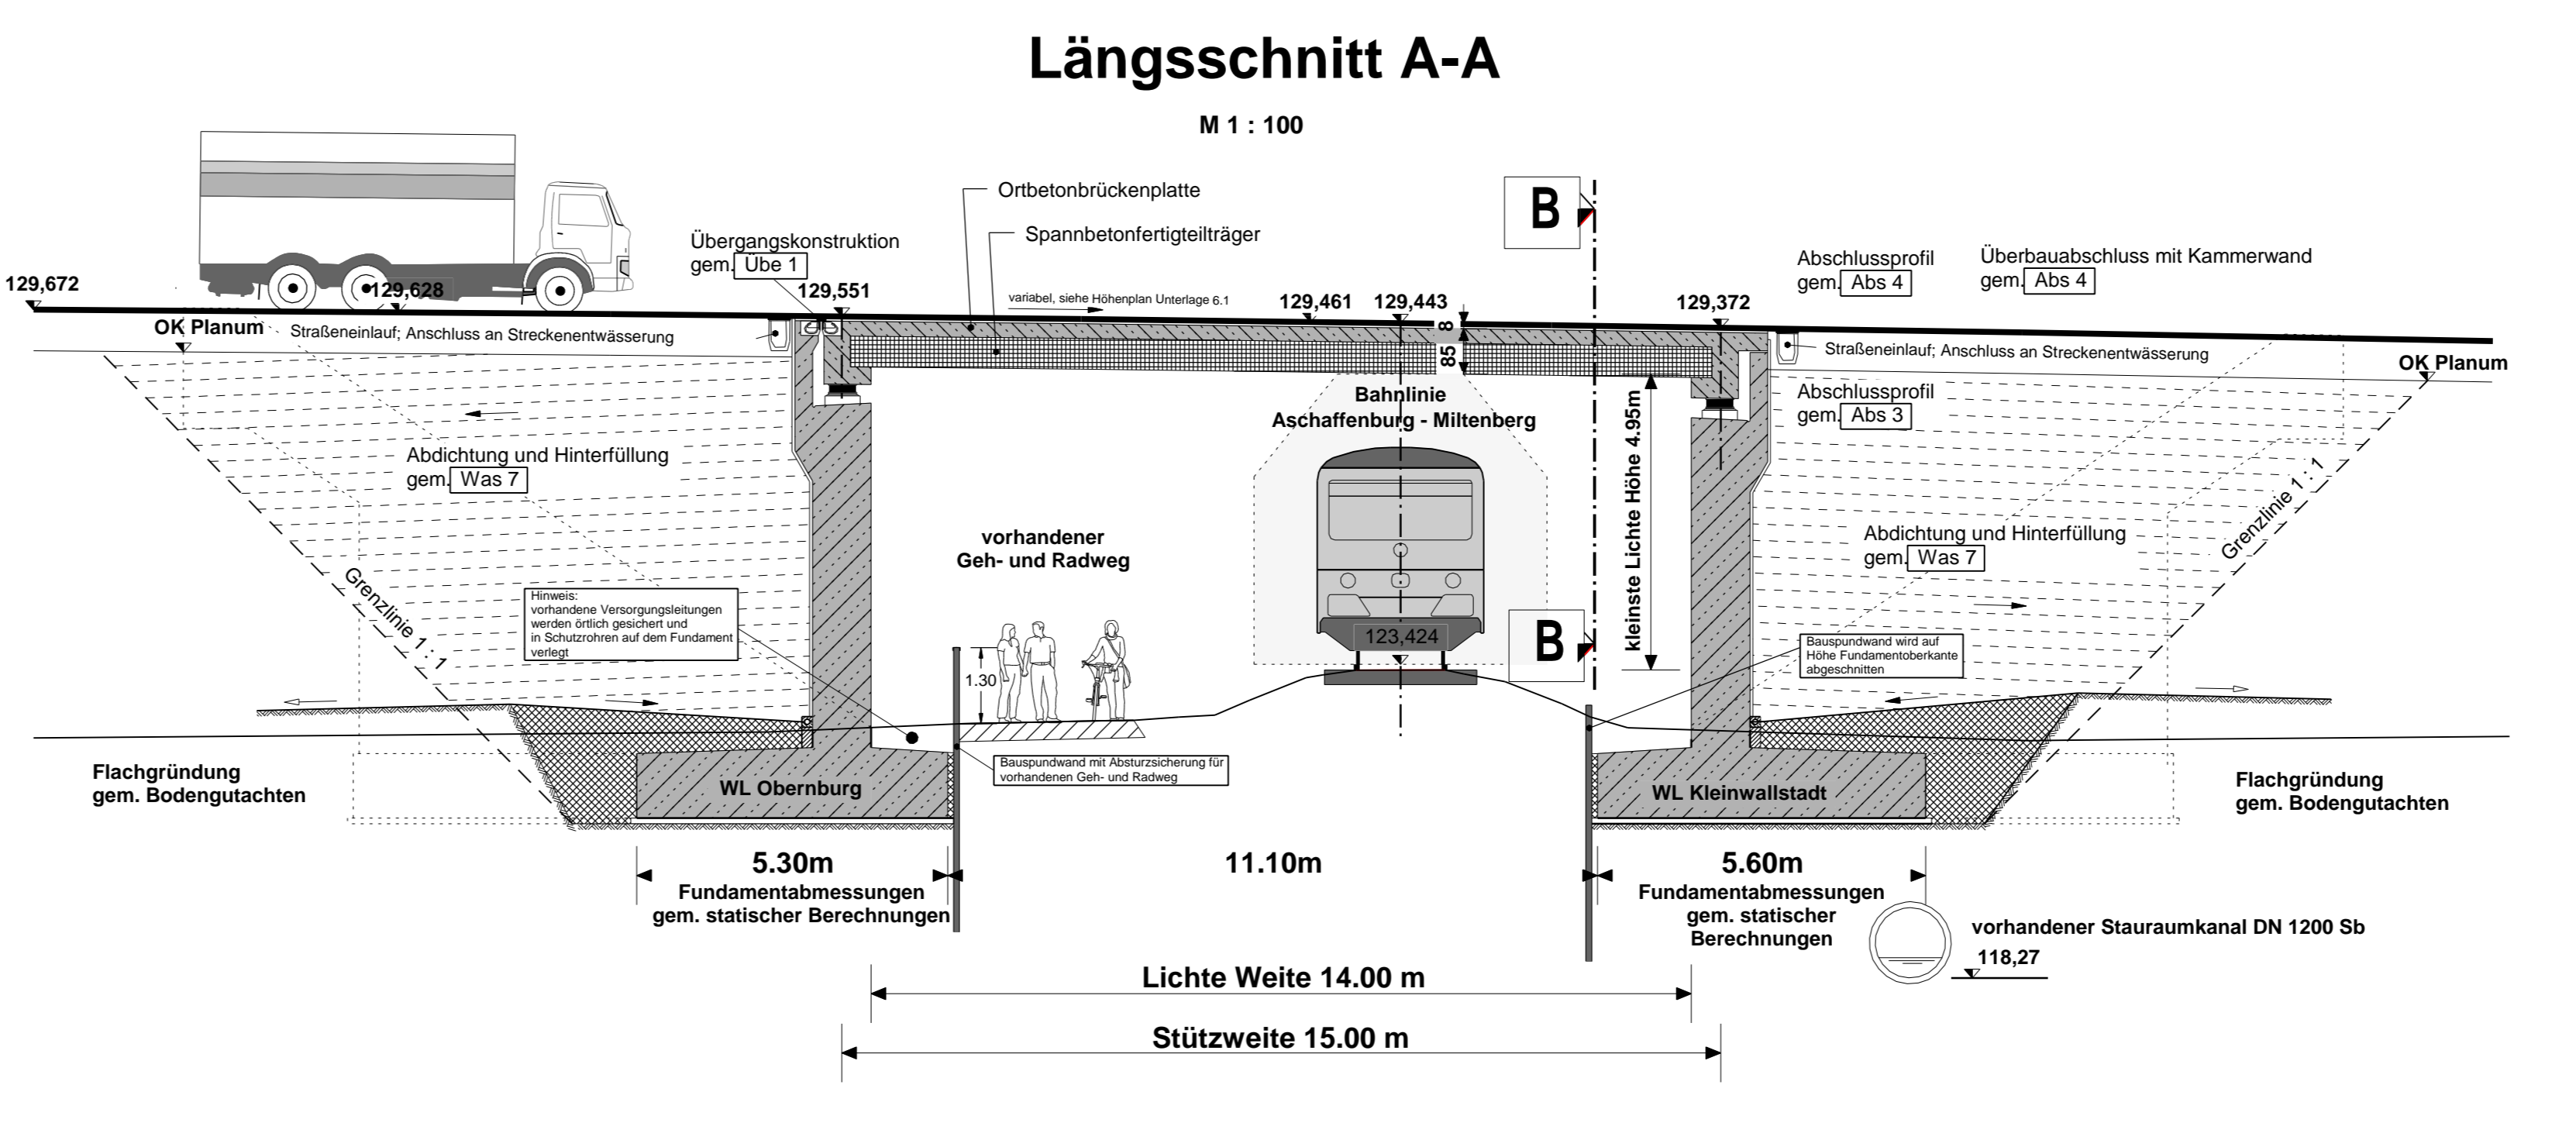 Längsschnitt A-A
M 1 : 100
Ortbetonbrückenplatte
Spannbetonfertigteilträger
Übergangskonstruktion
gem. Übe 1
B
Abschlussprofil
gem. Abs 4
Überbauabschluss mit Kammerwand
gem. Abs 4
129,672
129,628
129,551
variabel, siehe Höhenplan Unterlage 6.1
129,461
129,443
129,372
8
85
OK Planum
Straßeneinlauf; Anschluss an Streckenentwässerung
Straßeneinlauf; Anschluss an Streckenentwässerung
OK Planum
Bahnlinie
Aschaffenburg - Miltenberg
Abschlussprofil
gem. Abs 3
kleinste Lichte Höhe 4.95m
Abdichtung und Hinterfüllung
gem. Was 7
vorhandener
Geh- und Radweg
Abdichtung und Hinterfüllung
gem. Was 7
Grenzlinie 1 : 1
Grenzlinie 1 : 1
Hinweis:
vorhandene Versorgungsleitungen
werden örtlich gesichert und
in Schutzrohren auf dem Fundament
verlegt
1.30
123,424
B
Bauspundwand wird auf
Höhe Fundamentoberkante
abgeschnitten
Bauspundwand mit Absturzsicherung für
vorhandenen Geh- und Radweg
Flachgründung
gem. Bodengutachten
WL Obernburg
WL Kleinwallstadt
Flachgründung
gem. Bodengutachten
5.30m
Fundamentabmessungen
gem. statischer Berechnungen
11.10m
5.60m
Fundamentabmessungen
gem. statischer
Berechnungen
vorhandener Stauraumkanal DN 1200 Sb
118,27
Lichte Weite 14.00 m
Stützweite 15.00 m